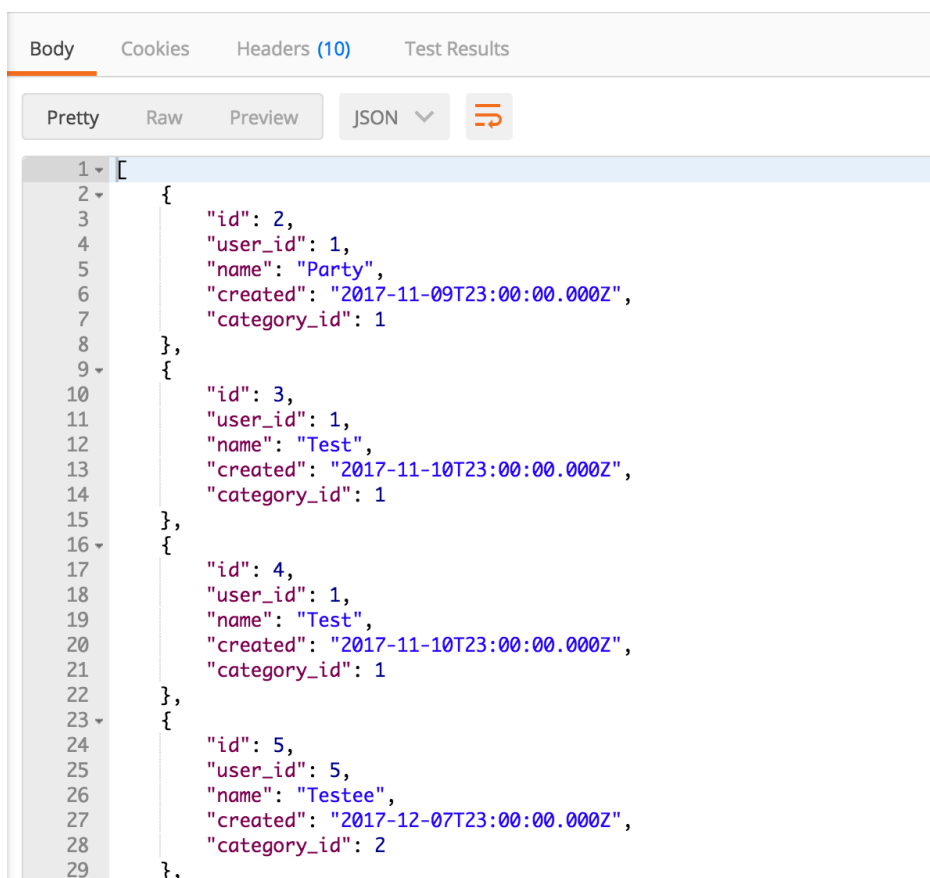 Body Cookies Headers (10) Test Results
Pretty Raw Preview JSON
1 [
2 {
3 "id": 2,
4 "user_id": 1,
5 "name": "Party",
6 "created": "2017-11-09T23:00:00.000Z",
7 "category_id": 1
8 },
9 {
10 "id": 3,
11 "user_id": 1,
12 "name": "Test",
13 "created": "2017-11-10T23:00:00.000Z",
14 "category_id": 1
15 },
16 {
17 "id": 4,
18 "user_id": 1,
19 "name": "Test",
20 "created": "2017-11-10T23:00:00.000Z",
21 "category_id": 1
22 },
23 {
24 "id": 5,
25 "user_id": 5,
26 "name": "Testee",
27 "created": "2017-12-07T23:00:00.000Z",
28 "category_id": 2
29 },